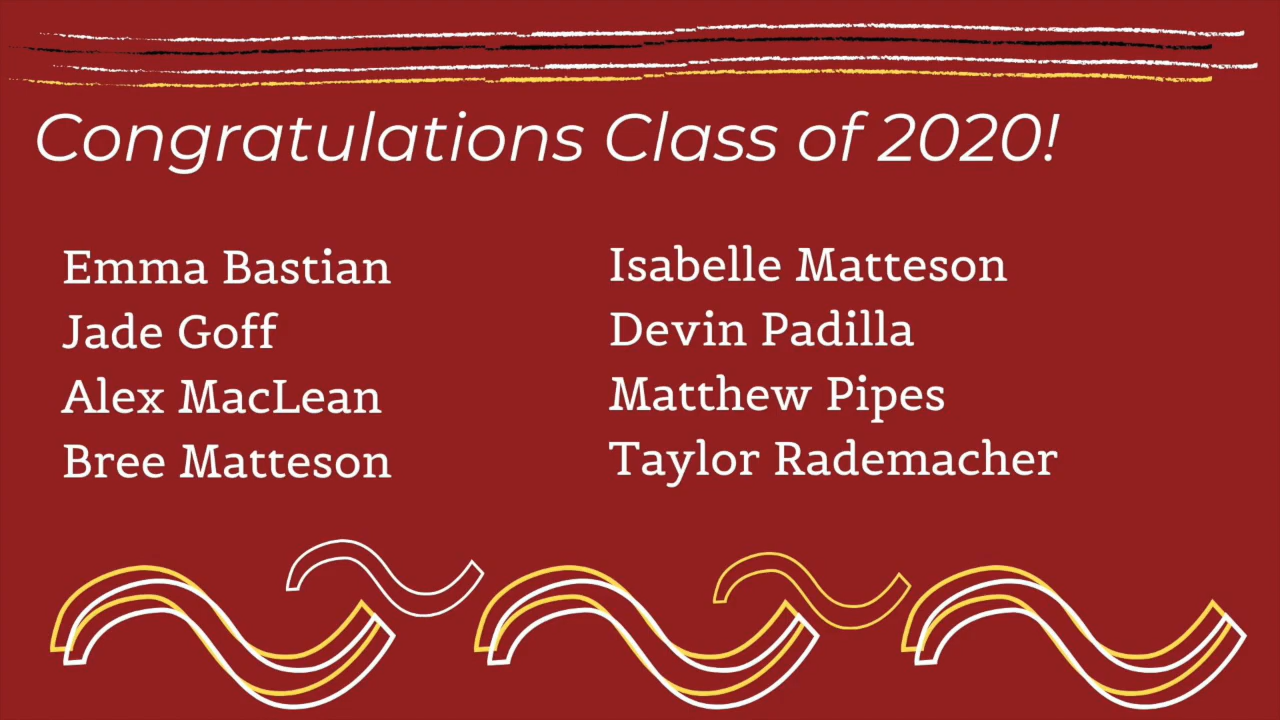 Congratulations Class of 2020!
Emma Bastian
Jade Goff
Alex MacLean
Bree Matteson
Isabelle Matteson
Devin Padilla
Matthew Pipes
Taylor Rademacher